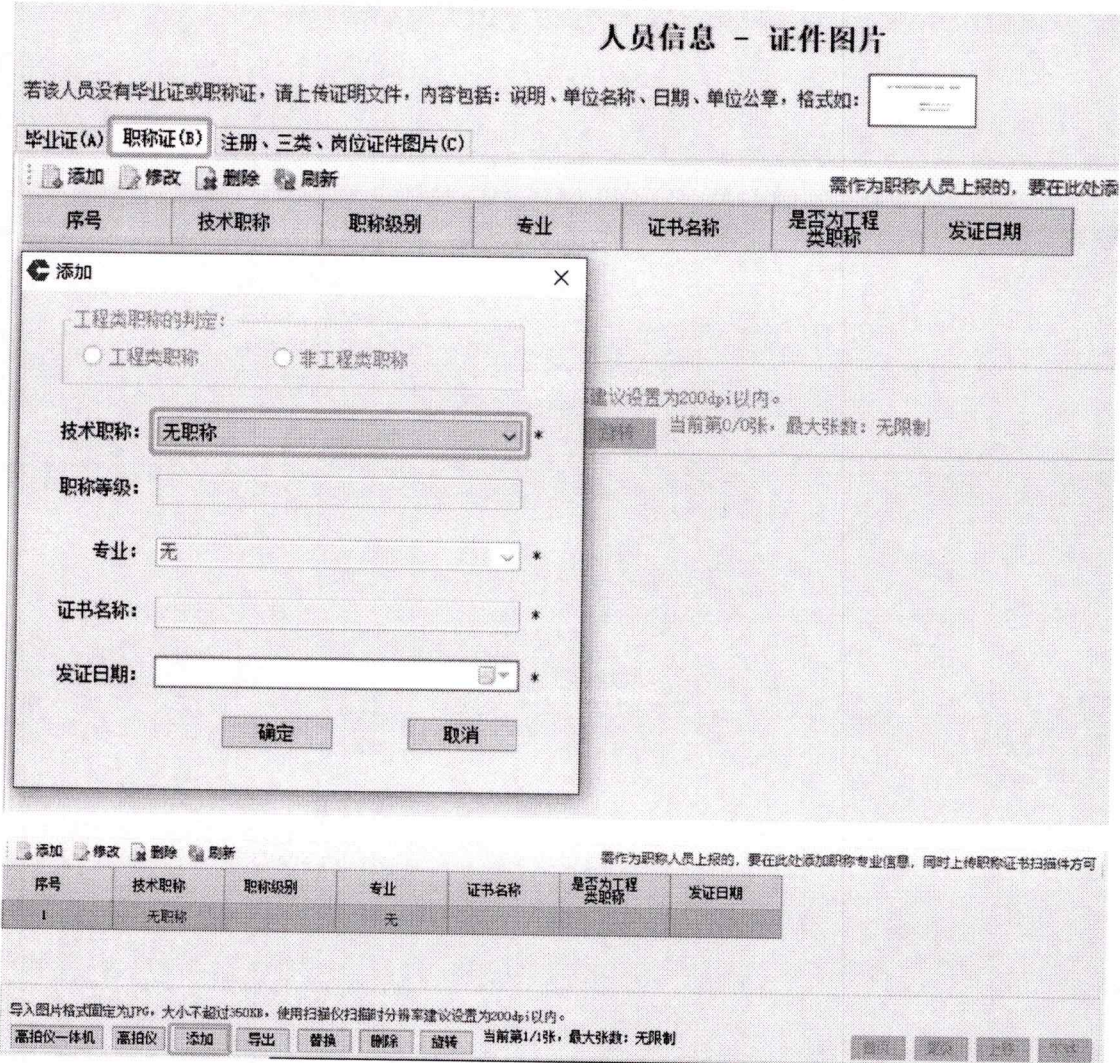 人员信息 - 证件图片
若该人员没有毕业证或职称证，请上传证明文件，内容包括：说明、单位名称、日期、单位公章，格式如：
毕业证(A) 职称证(B) 注册、三类、岗位证件图片(C)
添加 修改 删除 刷新 需作为职称人员上报的，要在此处添
序号 技术职称 职称级别 专业 证书名称 是否为工程类职称 发证日期
添加
工程类职称的判定：
工程类职称 非工程类职称
建议设置为200dpi以内。
技术职称： 无职称 * 旋转 当前第0/0张，最大张数：无限制
职称等级：
专业： 无 *
证书名称： *
发证日期： *
确定 取消
添加 修改 删除 刷新 需作为职称人员上报的，要在此处添加职称专业信息，同时上传职称证书扫描件方可
序号 技术职称 职称级别 专业 证书名称 是否为工程类职称 发证日期
1 无职称 无
导入图片格式固定为JPG，大小不超过350KB，使用扫描仪扫描时分辨率建议设置为200dpi以内。
高拍仪一体机 高拍仪 添加 导出 替换 删除 旋转 当前第1/1张，最大张数：无限制